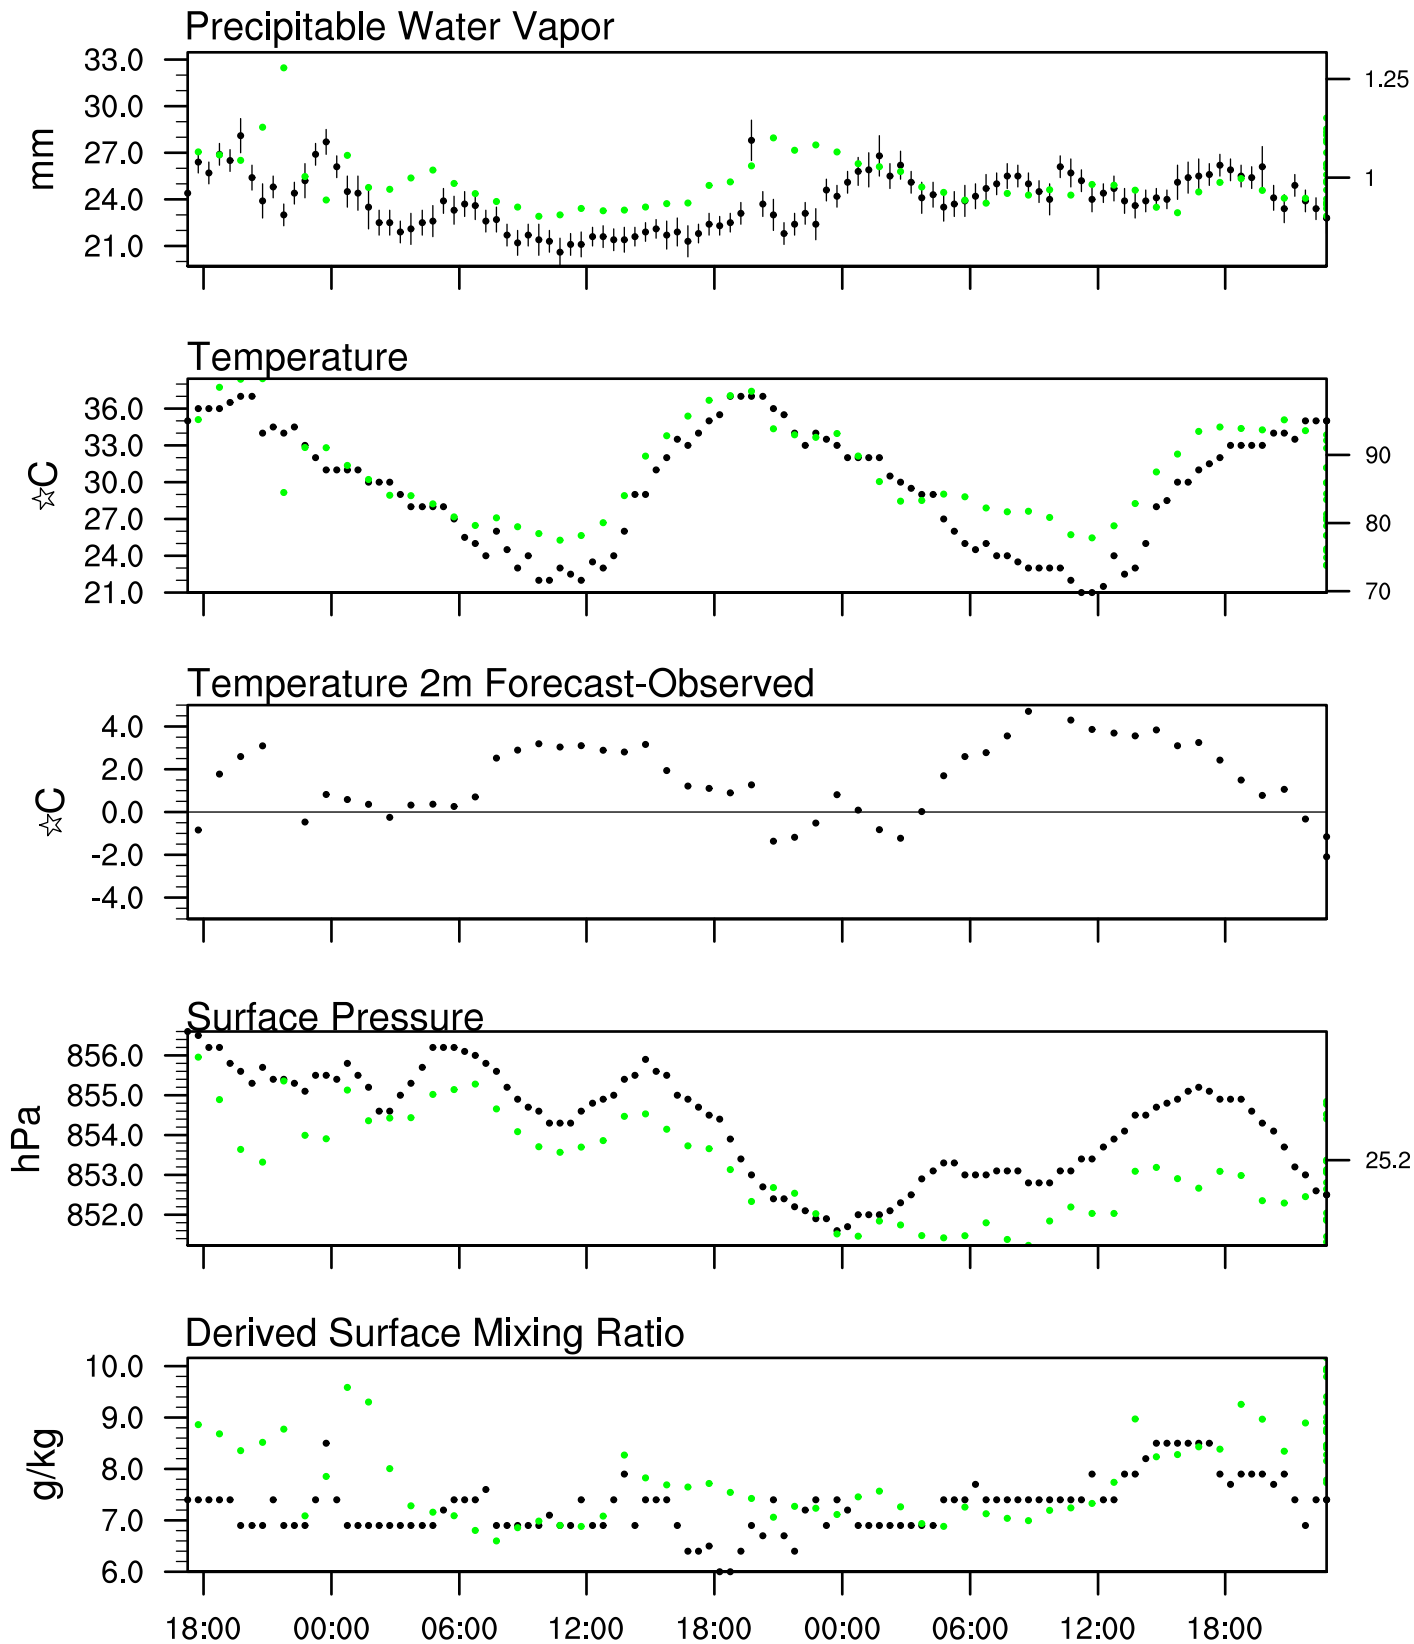 Precipitable Water Vapor
33.0
30.0
27.0
24.0
21.0
mm
1.25
1
Temperature
36.0
33.0
30.0
27.0
24.0
21.0
☆C
90
80
70
Temperature 2m Forecast-Observed
4.0
2.0
0.0
-2.0
-4.0
☆C
Surface Pressure
856.0
855.0
854.0
853.0
852.0
hPa
25.2
Derived Surface Mixing Ratio
10.0
9.0
8.0
7.0
6.0
g/kg
18:00 00:00 06:00 12:00 18:00 00:00 06:00 12:00 18:00